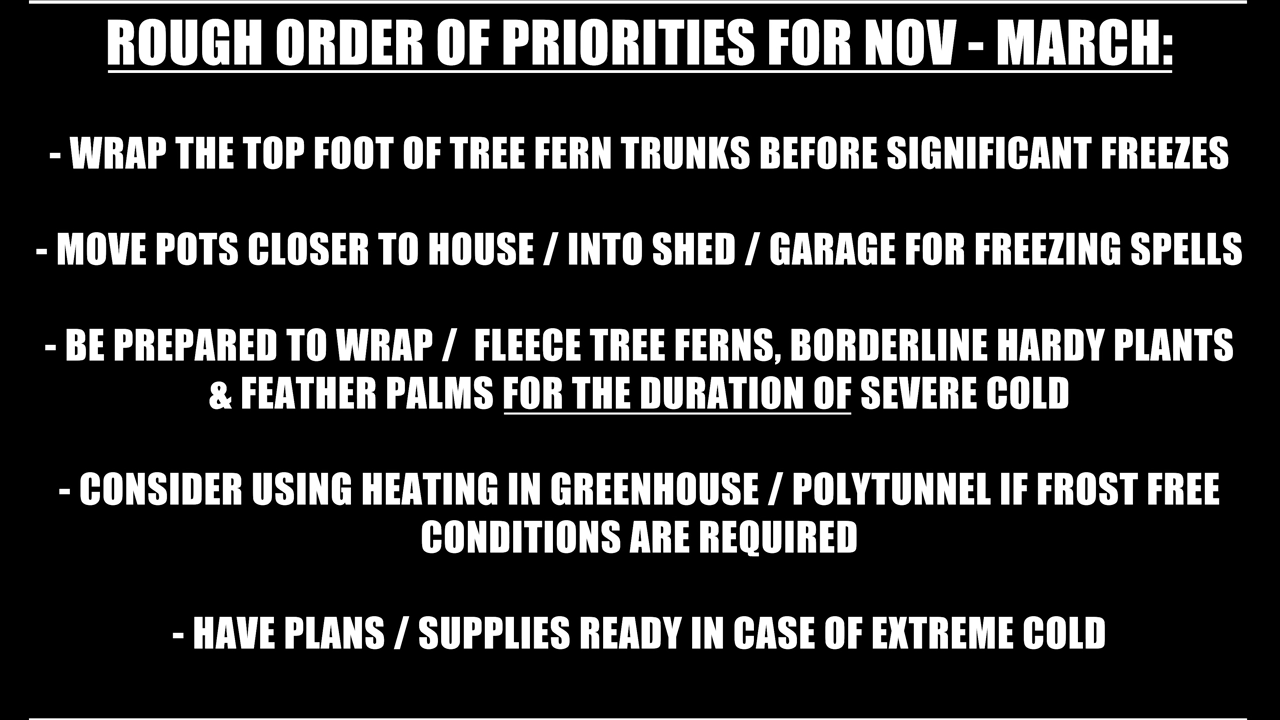 ROUGH ORDER OF PRIORITIES FOR NOV - MARCH:
- WRAP THE TOP FOOT OF TREE FERN TRUNKS BEFORE SIGNIFICANT FREEZES
- MOVE POTS CLOSER TO HOUSE / INTO SHED / GARAGE FOR FREEZING SPELLS
- BE PREPARED TO WRAP /  FLEECE TREE FERNS, BORDERLINE HARDY PLANTS
& FEATHER PALMS FOR THE DURATION OF SEVERE COLD
- CONSIDER USING HEATING IN GREENHOUSE / POLYTUNNEL IF FROST FREE
CONDITIONS ARE REQUIRED
- HAVE PLANS / SUPPLIES READY IN CASE OF EXTREME COLD